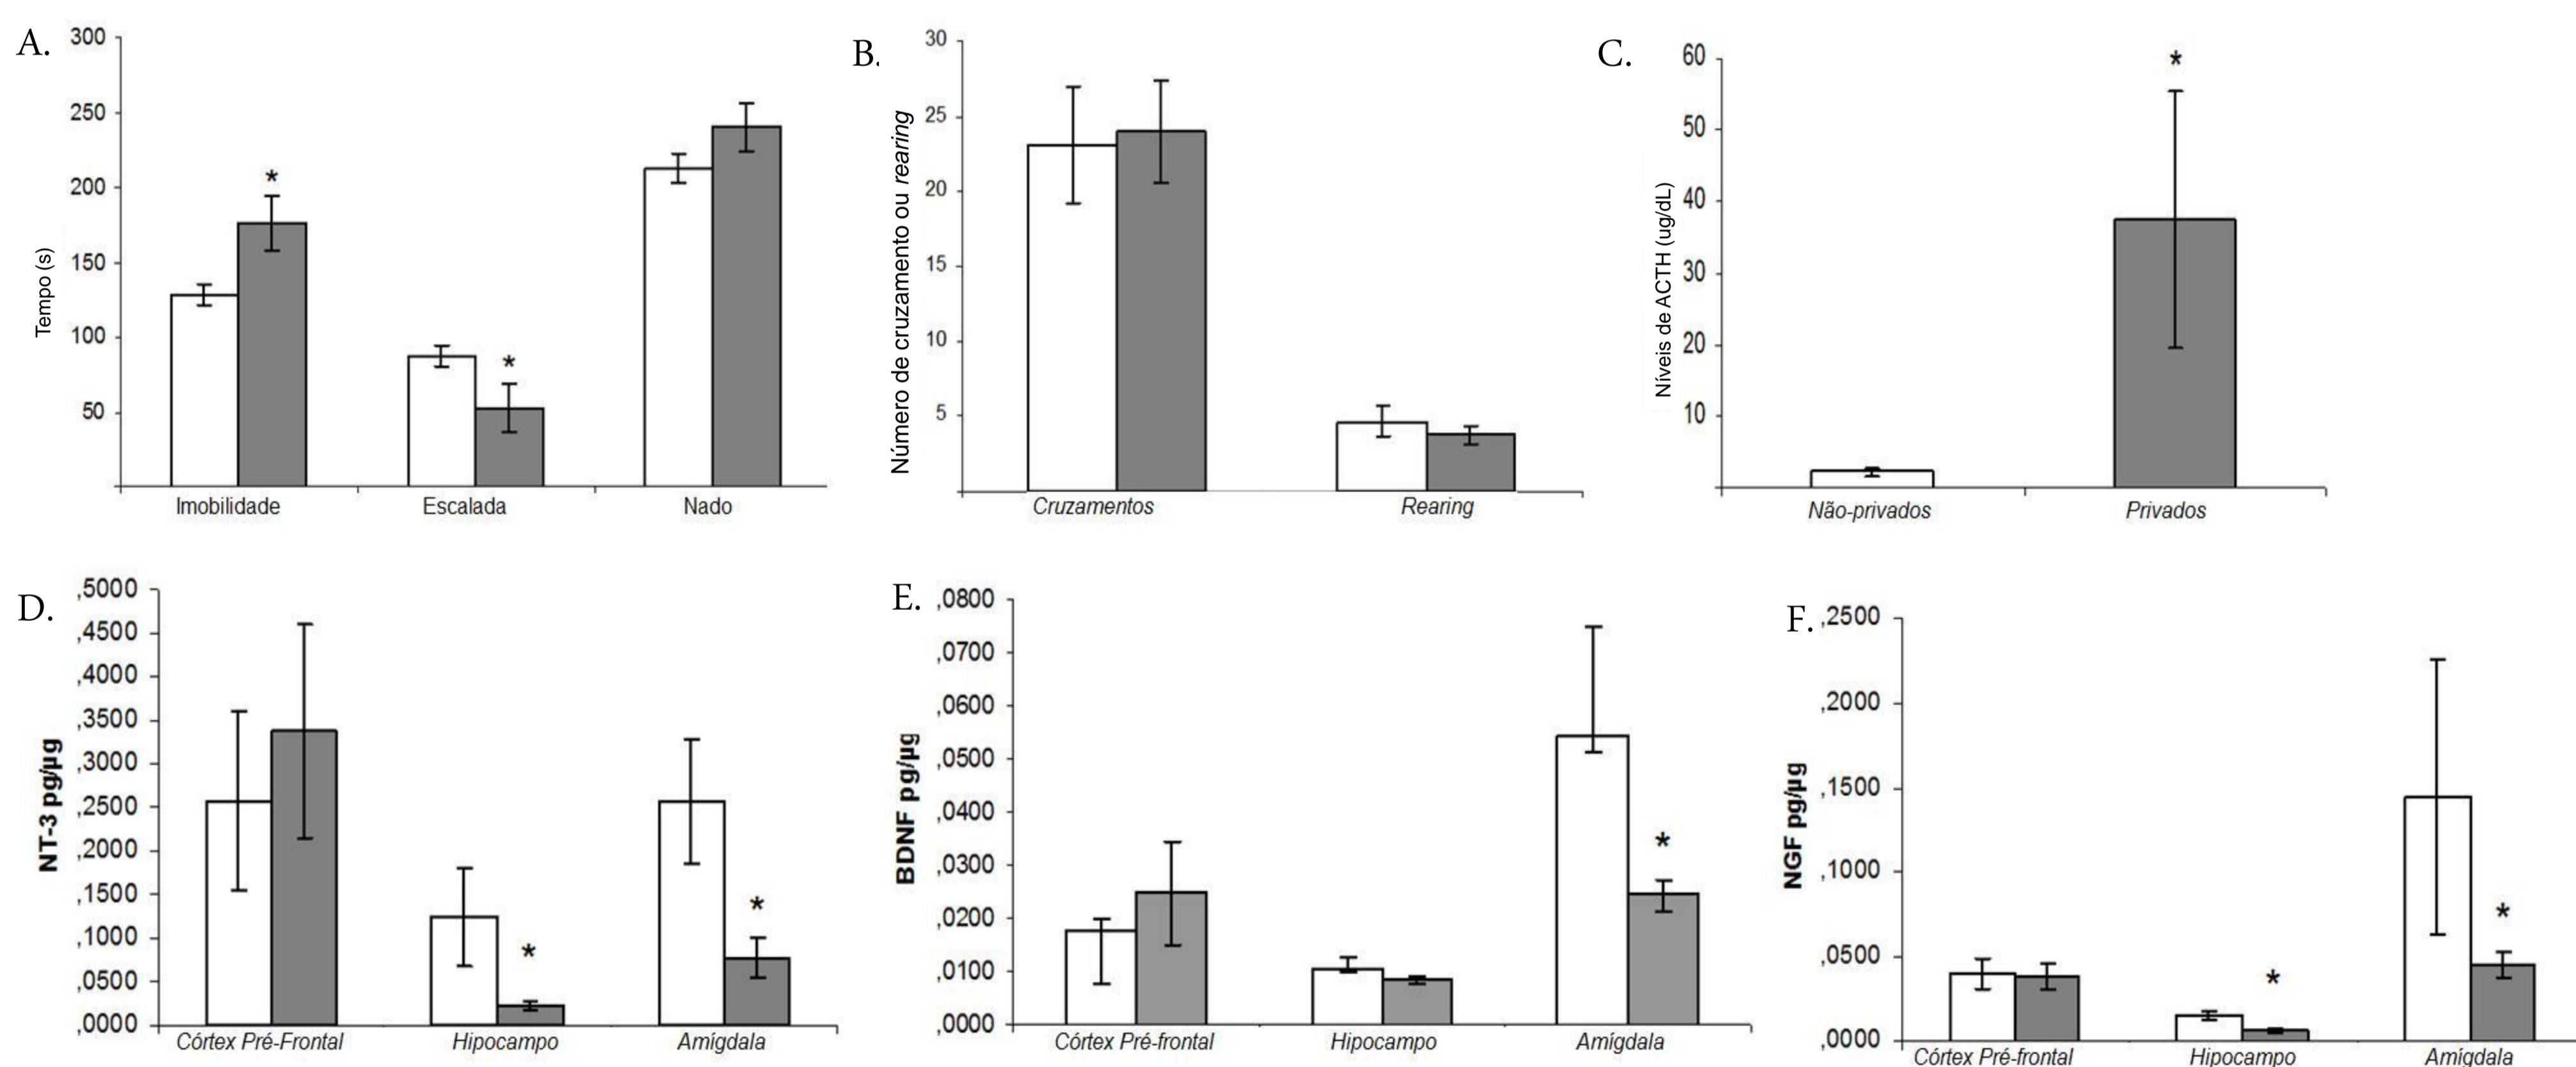 A.
300
250
200
150
100
50
Tempo (s)
*
*
Imobilidade
Escalada
Nado
B.
30
25
20
15
10
5
Número de cruzamento ou rearing
Cruzamentos
Rearing
C.
60
50
40
30
20
10
Níveis de ACTH (ug/dL)
*
Não-privados
Privados
D.
,5000
,4500
,4000
,3500
,3000
,2500
,2000
,1500
,1000
,0500
,0000
NT-3 pg/µg
*
*
Córtex Pré-Frontal
Hipocampo
Amígdala
E.
,0800
,0700
,0600
,0500
,0400
,0300
,0200
,0100
,0000
BDNF pg/µg
*
Córtex Pré-frontal
Hipocampo
Amígdala
F.
,2500
,2000
,1500
,1000
,0500
,0000
NGF pg/µg
*
*
Córtex Pré-frontal
Hipocampo
Amígdala